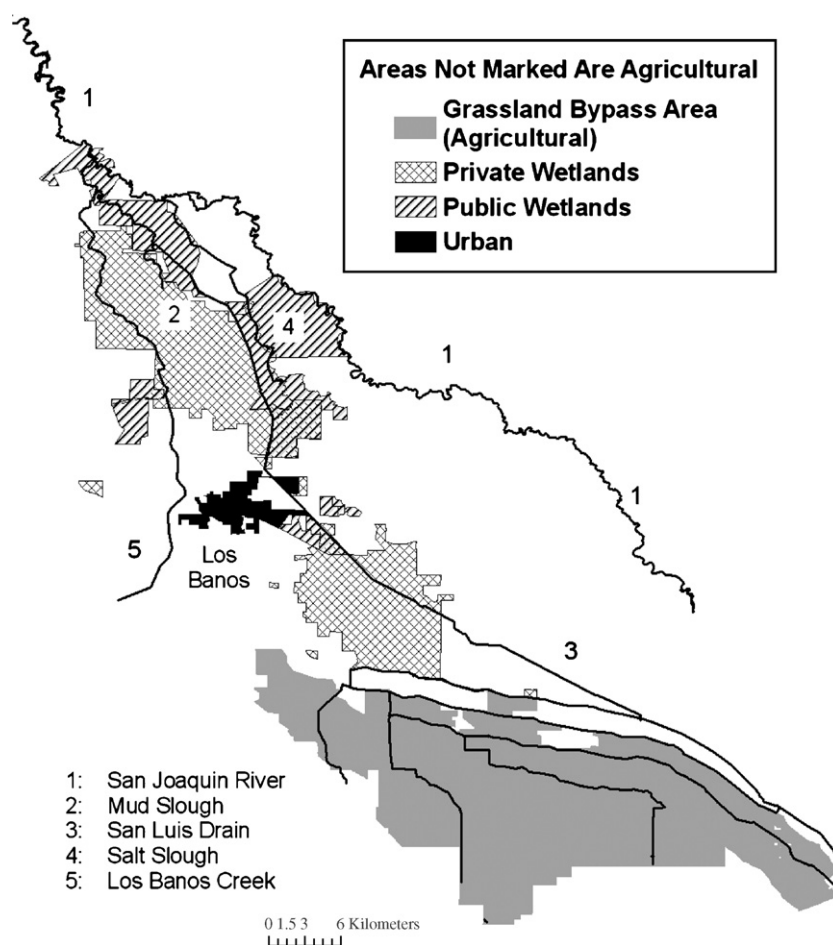 1
Areas Not Marked Are Agricultural
Grassland Bypass Area
(Agricultural)
Private Wetlands
Public Wetlands
Urban
2
4
1
1
5
Los
Banos
3
1: San Joaquin River
2: Mud Slough
3: San Luis Drain
4: Salt Slough
5: Los Banos Creek
0 1.5 3 6 Kilometers